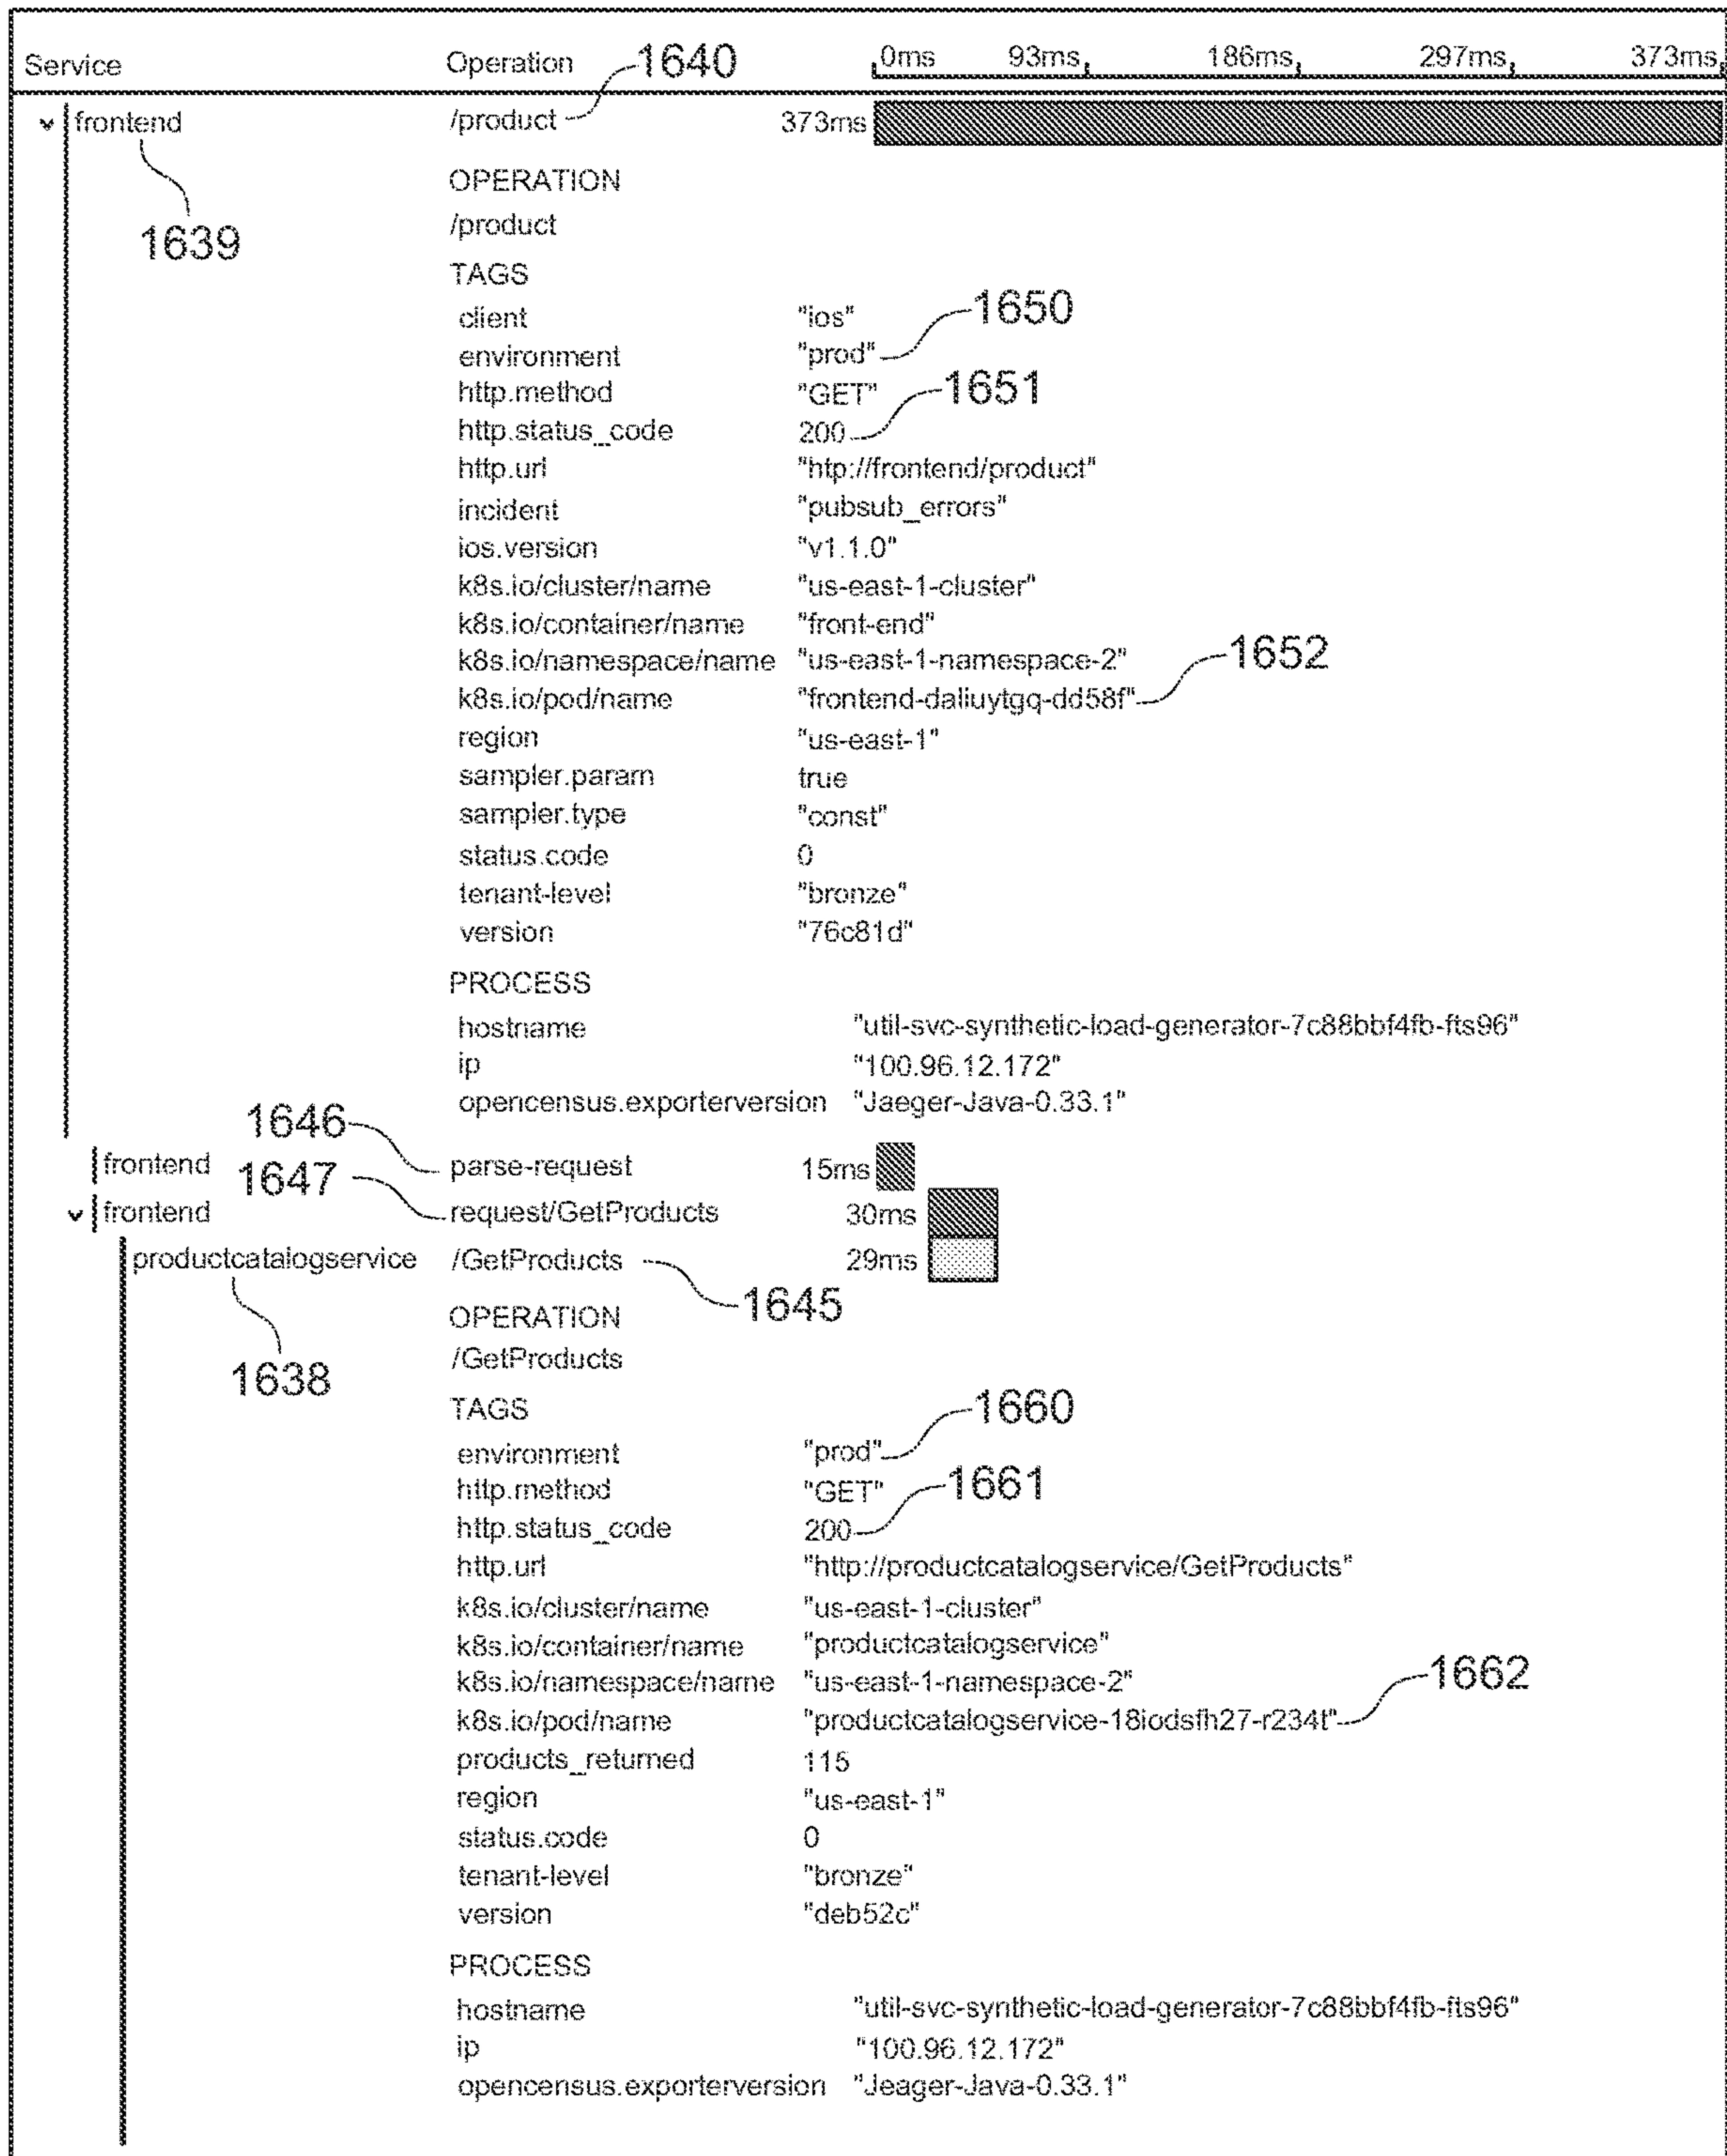 Service Operation 1640 0ms 93ms 186ms 297ms 373ms
frontend /product 373ms
OPERATION
/product
1639
TAGS
client "ios" 1650
environment "prod"
http.method "GET" 1651
http.status_code 200
http.url "htp://frontend/product"
incident "pubsub_errors"
ios.version "v1.1.0"
k8s.io/cluster/name "us-east-1-cluster"
k8s.io/container/name "front-end"
k8s.io/namespace/name "us-east-1-namespace-2" 1652
k8s.io/pod/name "frontend-daliuytgq-dd58f"
region "us-east-1"
sampler.param true
sampler.type "const"
status.code 0
tenant-level "bronze"
version "76c81d"
PROCESS
hostname "util-svc-synthetic-load-generator-7c88bbf4fb-fts96"
ip "100.96.12.172"
opencensus.exporterversion "Jaeger-Java-0.33.1"
1646
frontend parse-request 15ms
1647
frontend request/GetProducts 30ms
productcatalogservice /GetProducts 29ms
1645
OPERATION
/GetProducts
1638
TAGS 1660
environment "prod"
http.method "GET" 1661
http.status_code 200
http.url "http://productcatalogservice/GetProducts"
k8s.io/cluster/name "us-east-1-cluster"
k8s.io/container/name "productcatalogservice"
k8s.io/namespace/name "us-east-1-namespace-2" 1662
k8s.io/pod/name "productcatalogservice-18iodsfh27-r234t"
products_returned 115
region "us-east-1"
status.code 0
tenant-level "bronze"
version "deb52c"
PROCESS
hostname "util-svc-synthetic-load-generator-7c88bbf4fb-fts96"
ip "100.96.12.172"
opencensus.exporterversion "Jeager-Java-0.33.1"